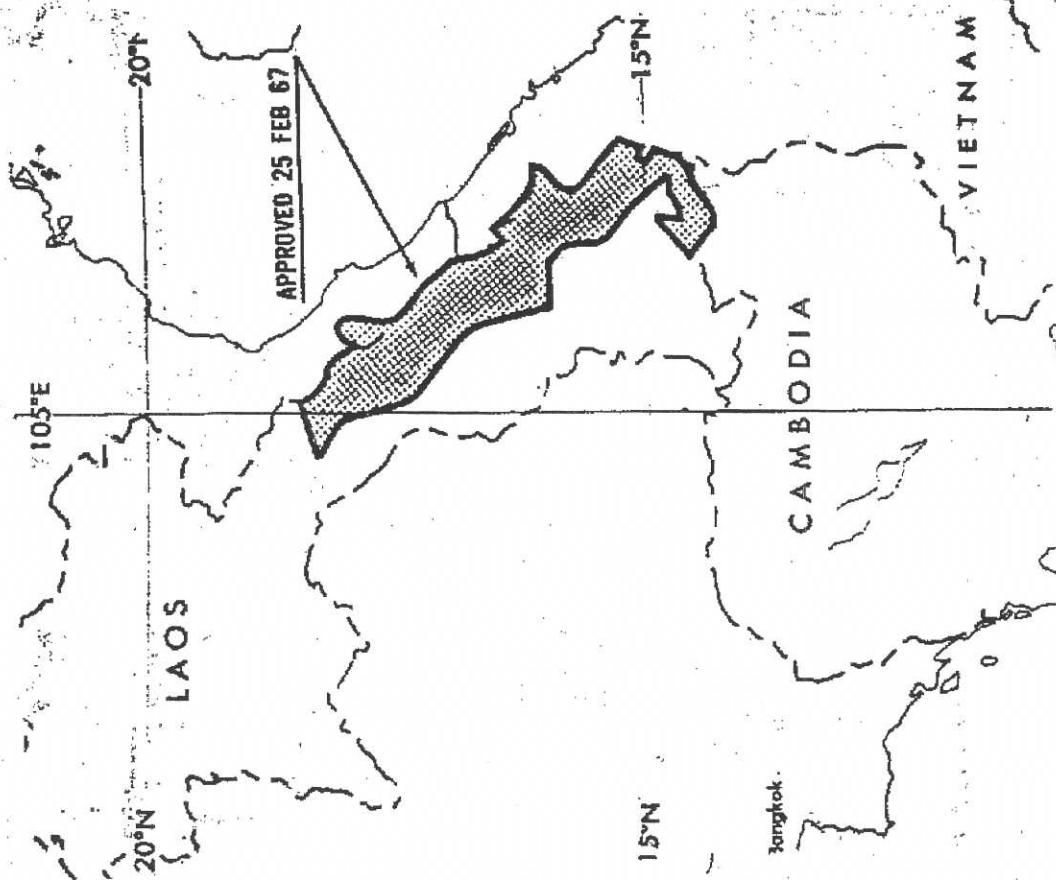 105°E
20°N
20°N
APPROVED 25 FEB 67
LAOS
15°N
15°N
Bangkok
CAMBODIA
VIETNAM